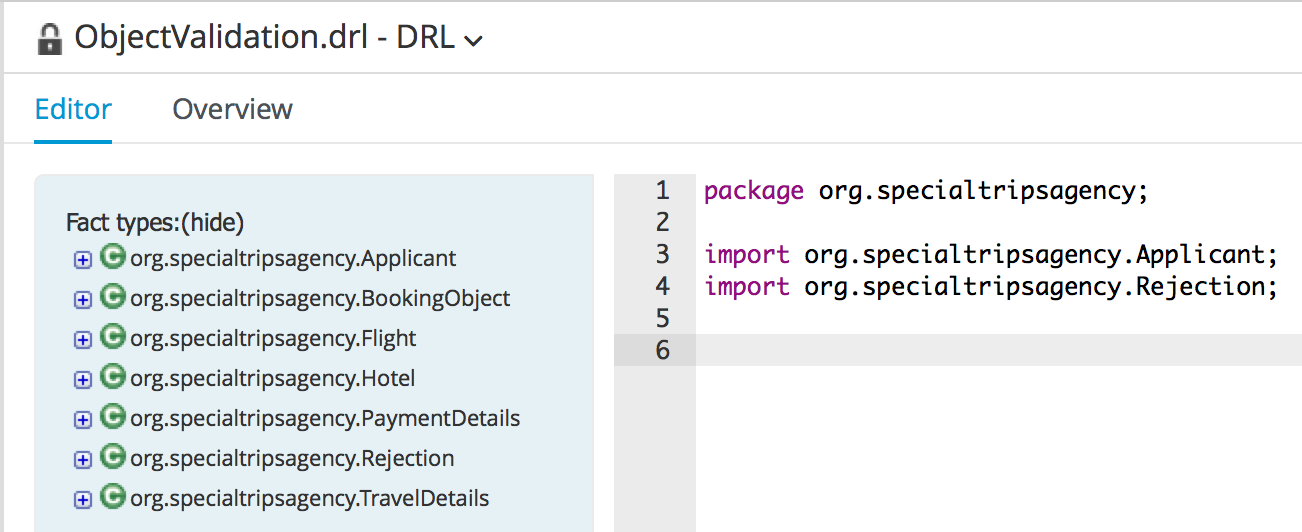 ObjectValidation.drl - DRL
Editor Overview
Fact types:(hide)
org.specialtripsagency.Applicant
org.specialtripsagency.BookingObject
org.specialtripsagency.Flight
org.specialtripsagency.Hotel
org.specialtripsagency.PaymentDetails
org.specialtripsagency.Rejection
org.specialtripsagency.TravelDetails
1 package org.specialtripsagency;
2
3 import org.specialtripsagency.Applicant;
4 import org.specialtripsagency.Rejection;
5
6